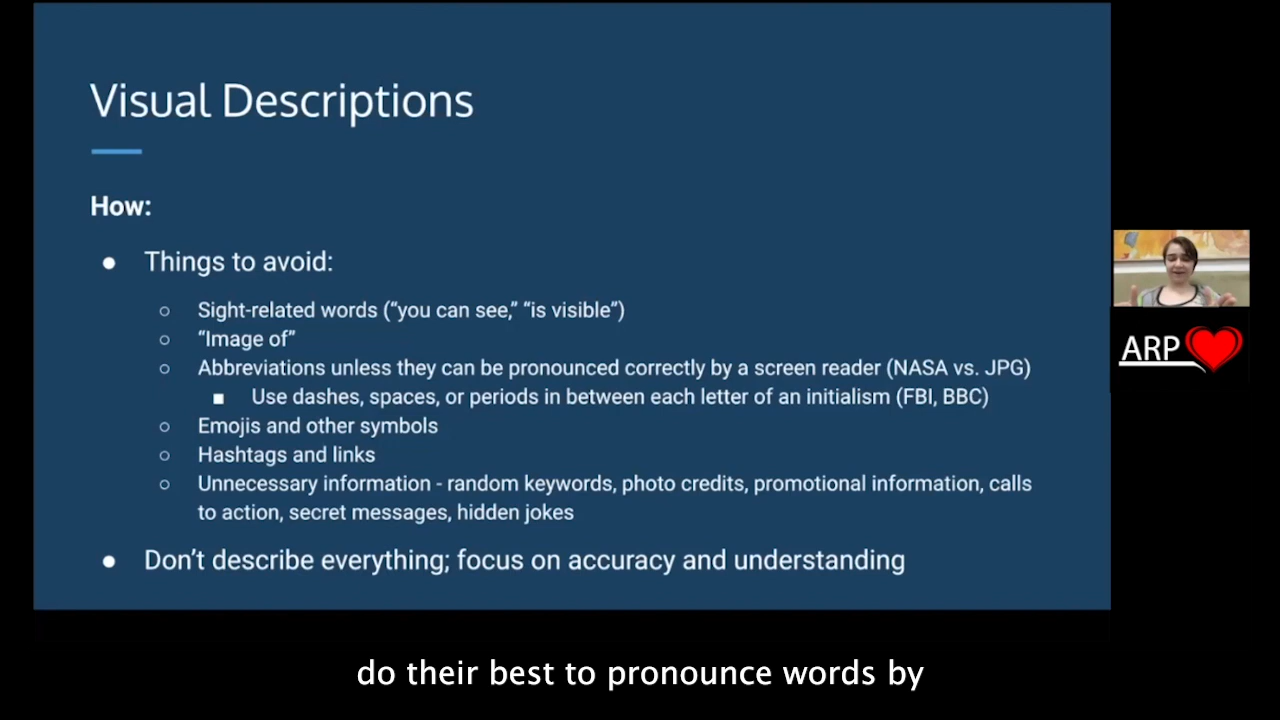 Visual Descriptions
How:
● Things to avoid:
○ Sight-related words (“you can see,” “is visible”)
○ “Image of”
○ Abbreviations unless they can be pronounced correctly by a screen reader (NASA vs. JPG)
■ Use dashes, spaces, or periods in between each letter of an initialism (FBI, BBC)
○ Emojis and other symbols
○ Hashtags and links
○ Unnecessary information - random keywords, photo credits, promotional information, calls
to action, secret messages, hidden jokes
● Don’t describe everything; focus on accuracy and understanding
ARP
do their best to pronounce words by